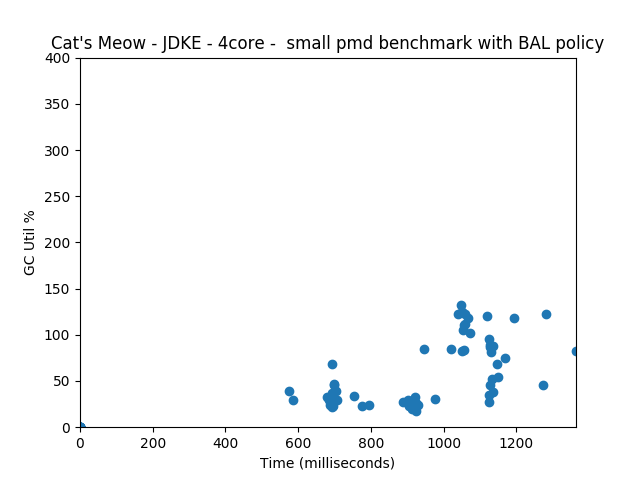 Cat's Meow - JDKE - 4core -  small pmd benchmark with BAL policy
400
350
300
250
200
150
100
50
0
GC Util %
0 200 400 600 800 1000 1200
Time (milliseconds)